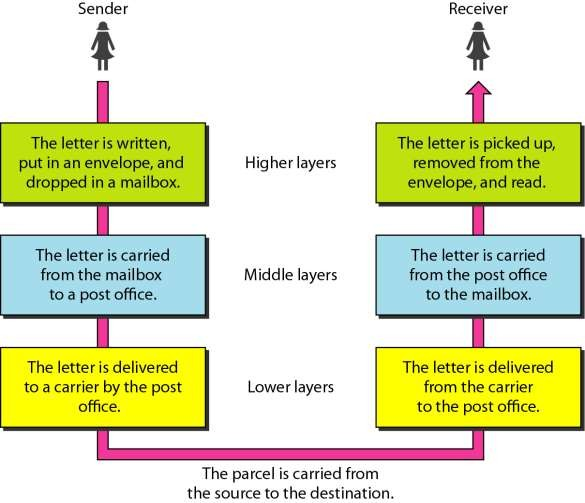 Sender
Receiver
The letter is written,
put in an envelope, and
dropped in a mailbox.
Higher layers
The letter is picked up,
removed from the
envelope, and read.
The letter is carried
from the mailbox
to a post office.
Middle layers
The letter is carried
from the post office
to the mailbox.
The letter is delivered
to a carrier by the post
office.
Lower layers
The letter is delivered
from the carrier
to the post office.
The parcel is carried from
the source to the destination.